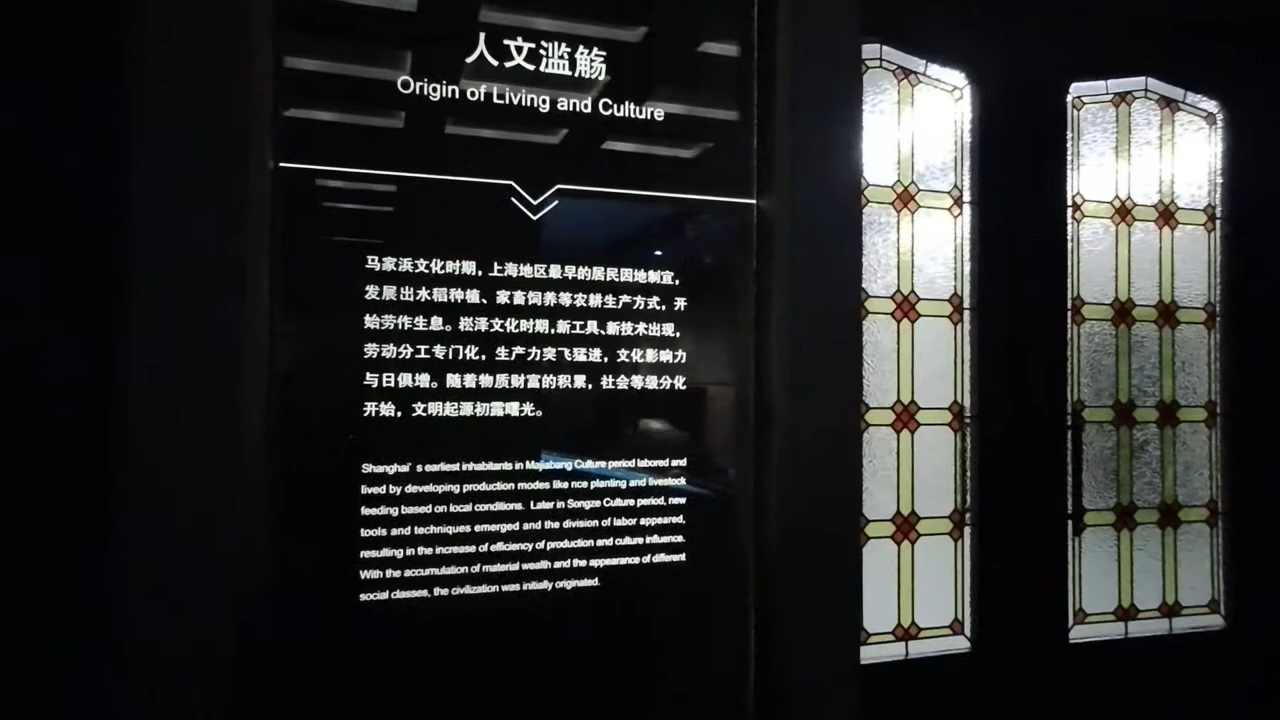 人文滥觞
Origin of Living and Culture
马家浜文化时期，上海地区最早的居民因地制宜，
发展出水稻种植、家畜饲养等农耕生产方式，开
始劳作生息。崧泽文化时期，新工具、新技术出现，
劳动分工专门化，生产力突飞猛进，文化影响力
与日俱增。随着物质财富的积累，社会等级分化
开始，文明起源初露曙光。
Shanghai’s earliest inhabitants in Majiabang Culture period labored and
lived by developing production modes like rice planting and livestock
feeding based on local conditions. Later in Songze Culture period, new
tools and techniques emerged and the division of labor appeared,
resulting in the increase of efficiency of production and culture influence.
With the accumulation of material wealth and the appearance of different
social classes, the civilization was initially originated.